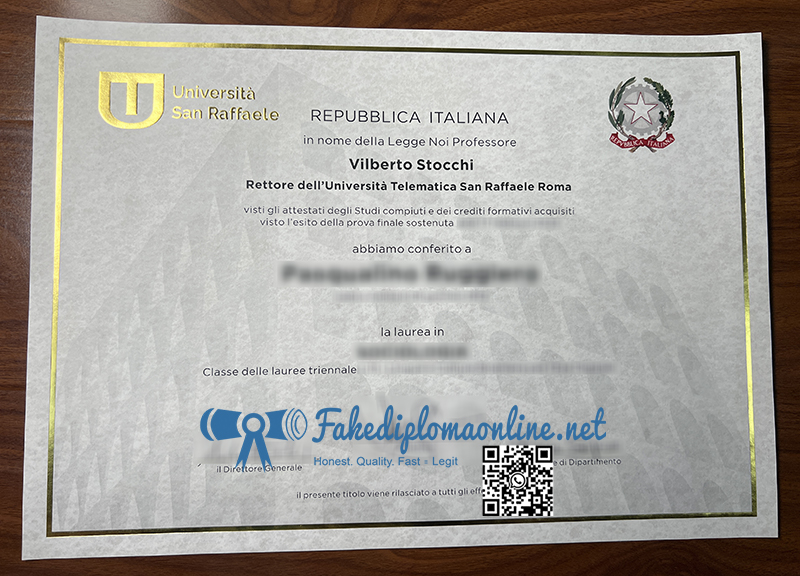 Università
San Raffaele
REPUBBLICA ITALIANA
REPVBBLICA ITALIANA
in nome della Legge Noi Professore
Vilberto Stocchi
Rettore dell'Università Telematica San Raffaele Roma
visti gli attestati degli Studi compiuti e dei crediti formativi acquisiti
visto l'esito della prova finale sostenuta
abbiamo conferito a
la laurea in
Classe delle lauree triennale
Fakediplomaonline.net
Honest. Quality. Fast - Legit
il Direttore Generale
e di Dipartimento
il presente titolo viene rilasciato a tutti gli